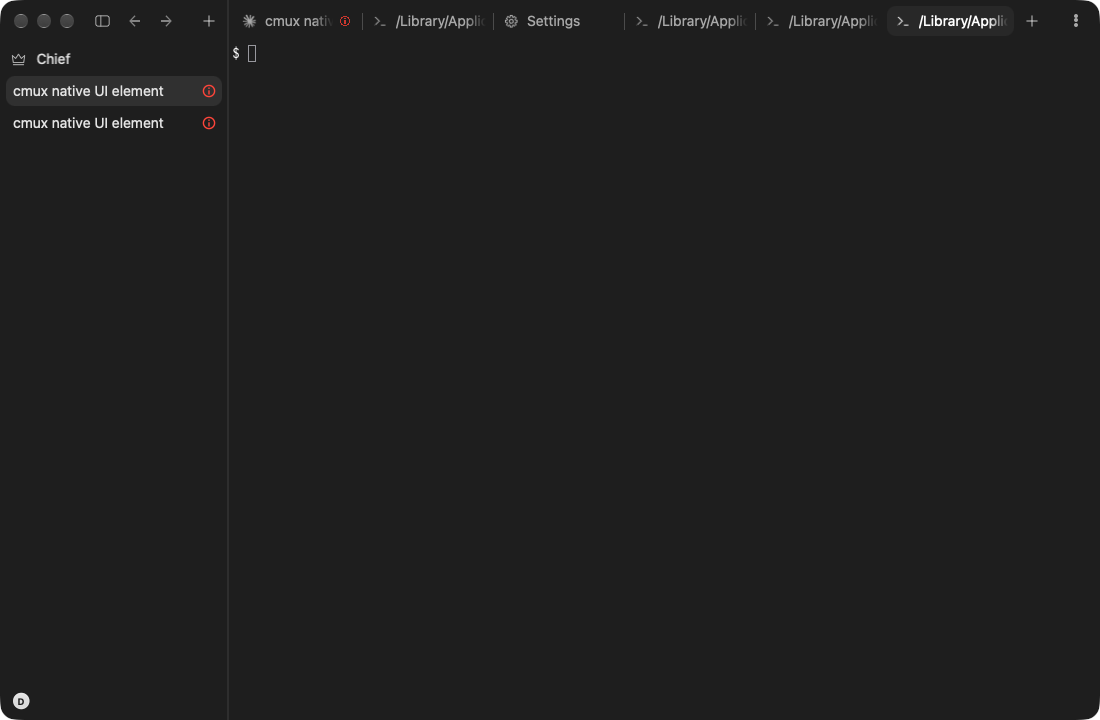 cmux nativ
/Library/Applic
Settings
/Library/Applic
/Library/Applic
/Library/Applic
Chief
cmux native UI element
cmux native UI element
$
D